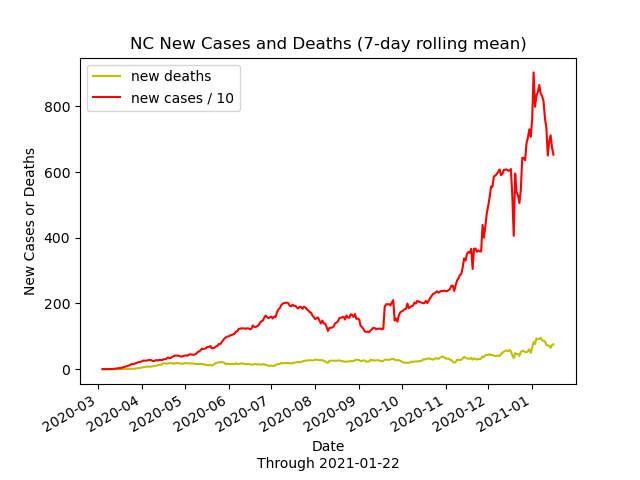 NC New Cases and Deaths (7-day rolling mean)
new deaths
new cases / 10
New Cases or Deaths
800
600
400
200
0
2020-03
2020-04
2020-05
2020-06
2020-07
2020-08
2020-09
2020-10
2020-11
2020-12
2021-01
Date
Through 2021-01-22